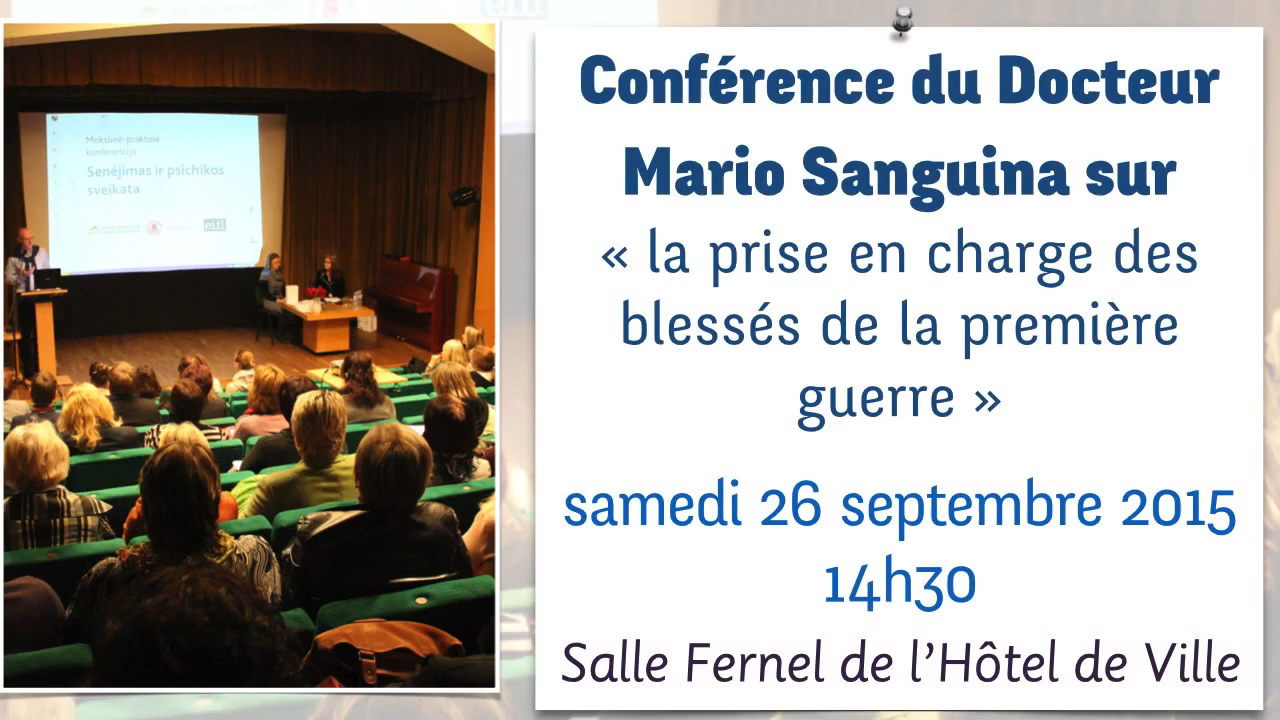 Mokslinė-praktinė
konferencija
Senėjimas ir psichikos
sveikata
eifl
Conférence du Docteur
Mario Sanguina sur
« la prise en charge des
blessés de la première
guerre »
samedi 26 septembre 2015
14h30
Salle Fernel de l’Hôtel de Ville